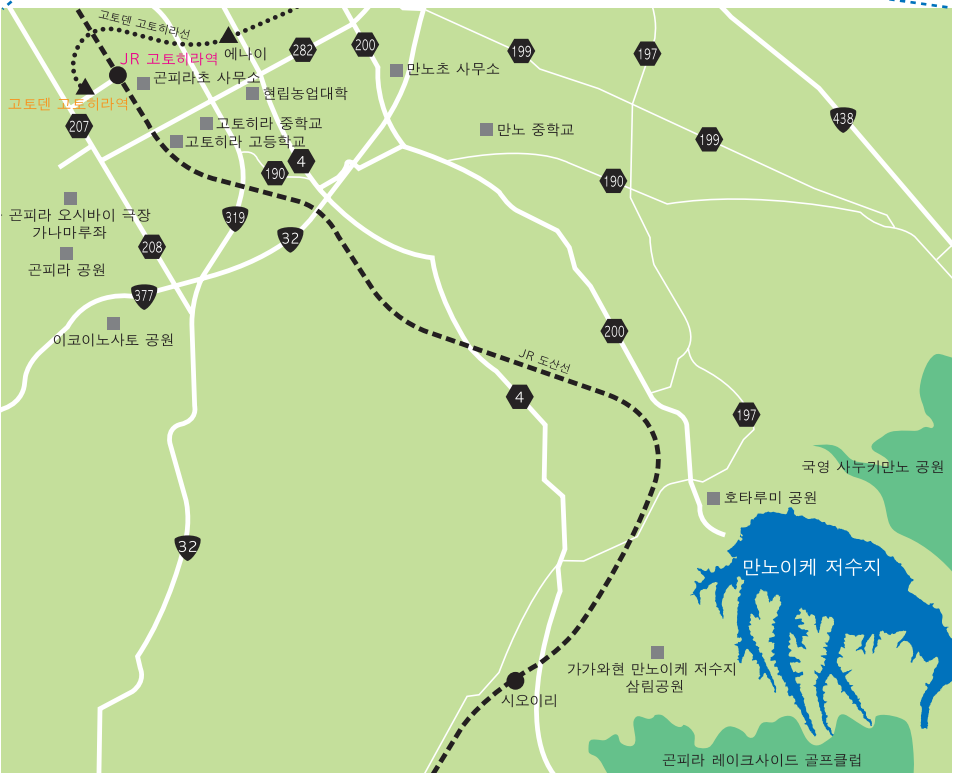 고토덴 고토히라선
에나이
282
200
199
197
JR 고토히라역
곤피라초 사무소
만노초 사무소
현립농업대학
고토덴 고토히라역
207
고토히라 중학교
만노 중학교
438
고토히라 고등학교
199
4
190
190
곤피라 오시바이 극장
가나마루좌
319
32
208
곤피라 공원
377
이코이노사토 공원
200
JR 도산선
4
197
국영 사누키만노 공원
호타루미 공원
32
만노이케 저수지
가가와현 만노이케 저수지
삼림공원
시오이리
곤피라 레이크사이드 골프클럽